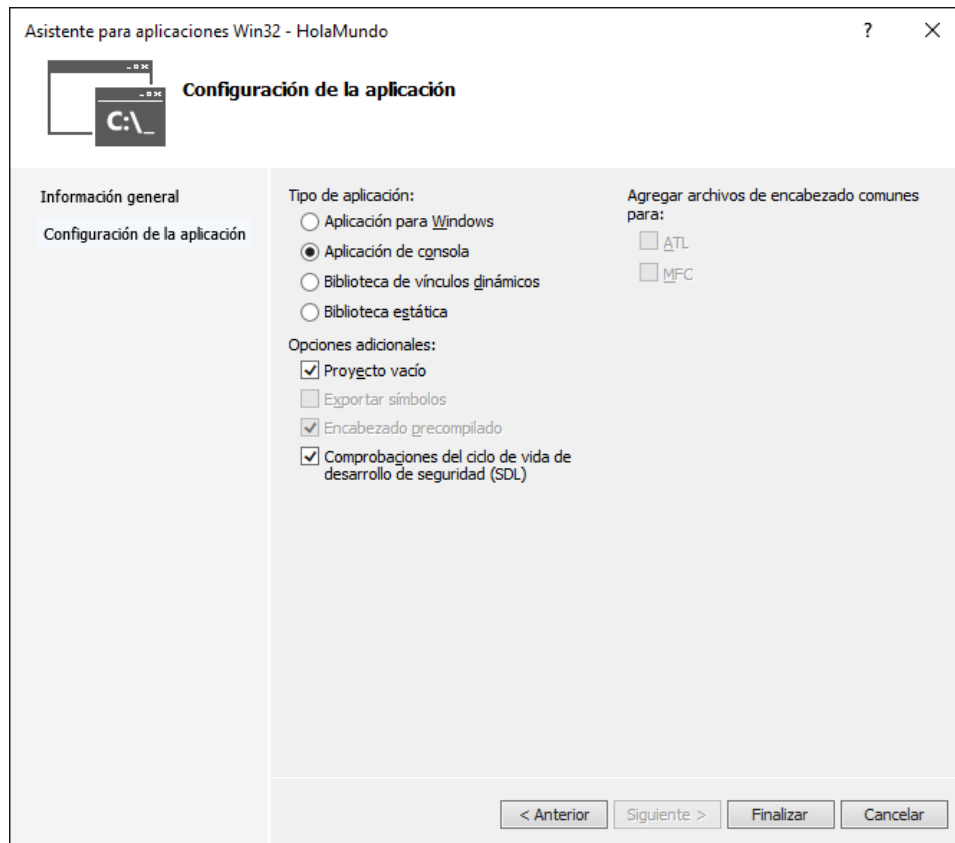 Asistente para aplicaciones Win32 - HolaMundo
?
C:\_
Configuración de la aplicación
Información general
Configuración de la aplicación
Tipo de aplicación:
Aplicación para Windows
Aplicación de consola
Biblioteca de vínculos dinámicos
Biblioteca estática
Opciones adicionales:
Proyecto vacío
Exportar símbolos
Encabezado precompilado
Comprobaciones del ciclo de vida de
desarrollo de seguridad (SDL)
Agregar archivos de encabezado comunes
para:
ATL
MFC
< Anterior
Siguiente >
Finalizar
Cancelar